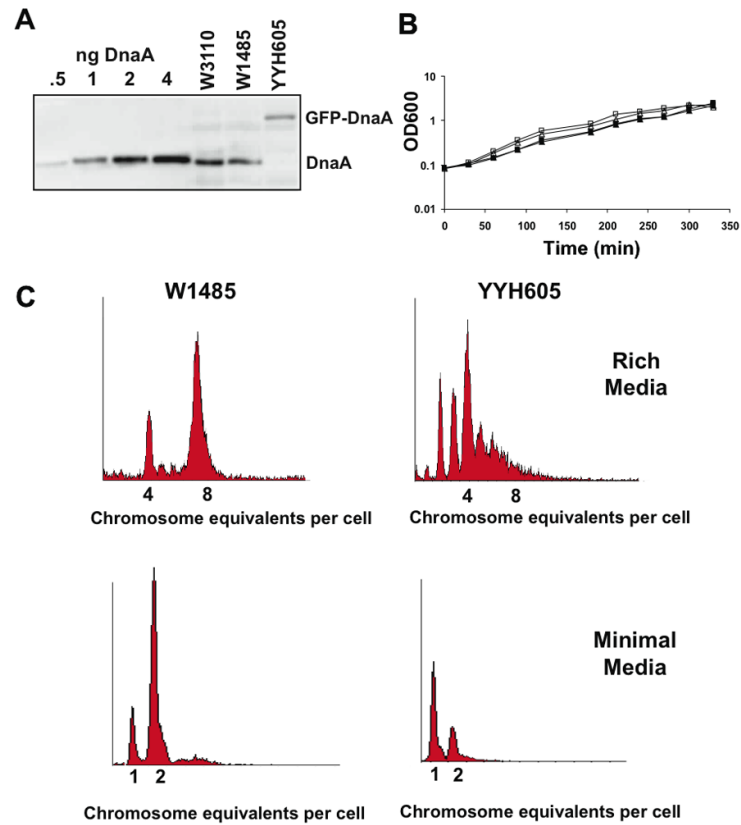 A
ng DnaA
.5 1 2 4 W3110 W1485 YYH605
GFP-DnaA
DnaA
B
OD600
10
1
0.1
0.01
0 50 100 150 200 250 300 350
Time (min)
C
W1485 YYH605
Rich
Media
4 8 4 8
Chromosome equivalents per cell Chromosome equivalents per cell
Minimal
Media
1 2 1 2
Chromosome equivalents per cell Chromosome equivalents per cell